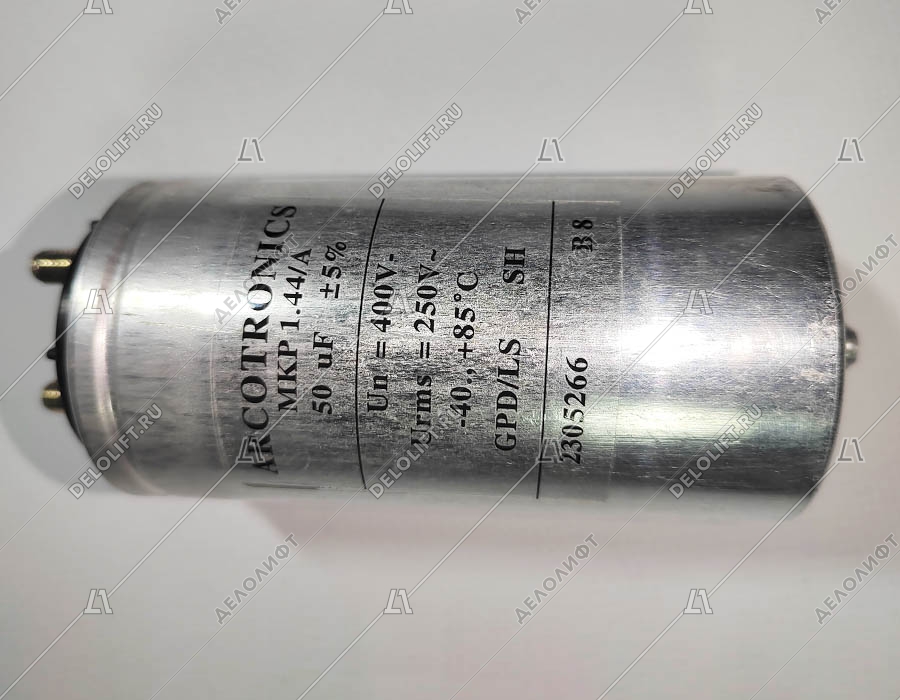 ARCOTRONICS
MKP 1.44/A
50 uF ±5%
Un = 400V-
Urms = 250V~
-40., +85°C
GPD/LS SH
2305266 B8
DELOLIFT.RU
ДЕЛОЛИФТ